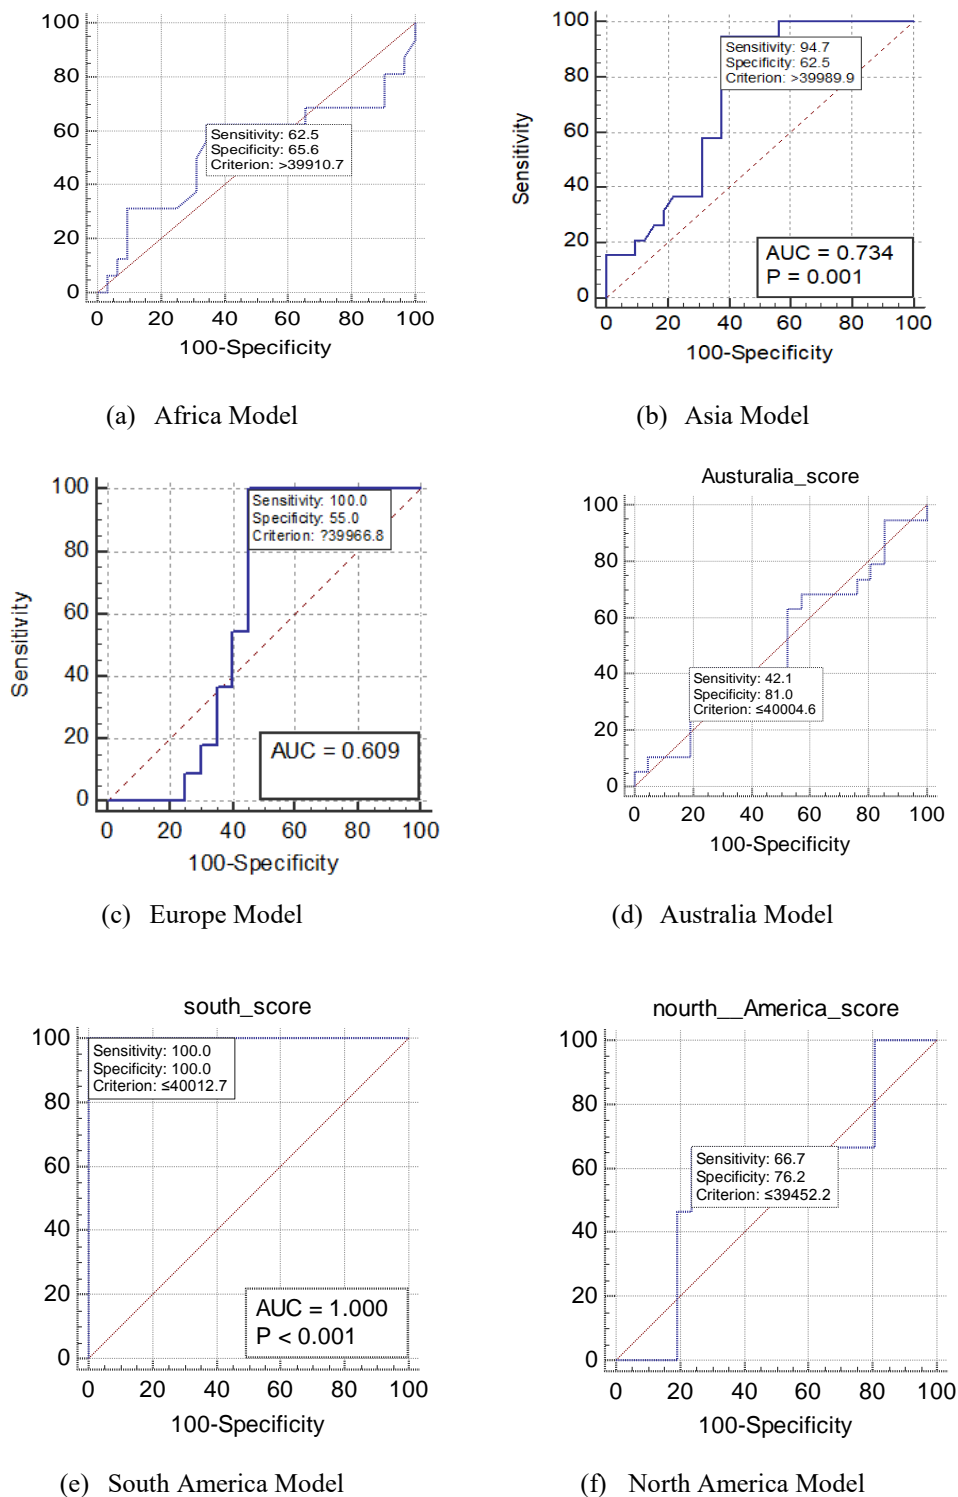 100
80
60
40
20
0
Sensitivity: 62.5
Specificity: 65.6
Criterion: >39910.7
0 20 40 60 80 100
100-Specificity
(a) Africa Model
Sensitivity
100
80
60
40
20
0
Sensitivity: 94.7
Specificity: 62.5
Criterion: >39989.9
AUC = 0.734
P = 0.001
0 20 40 60 80 100
100-Specificity
(b) Asia Model
Sensitivity
100
80
60
40
20
0
Sensitivity: 100.0
Specificity: 55.0
Criterion: ?39966.8
AUC = 0.609
0 20 40 60 80 100
100-Specificity
(c) Europe Model
Austuralia_score
100
80
60
40
20
0
Sensitivity: 42.1
Specificity: 81.0
Criterion: ≤40004.6
0 20 40 60 80 100
100-Specificity
(d) Australia Model
south_score
100
80
60
40
20
0
Sensitivity: 100.0
Specificity: 100.0
Criterion: ≤40012.7
AUC = 1.000
P < 0.001
0 20 40 60 80 100
100-Specificity
(e) South America Model
nourth__America_score
100
80
60
40
20
0
Sensitivity: 66.7
Specificity: 76.2
Criterion: ≤39452.2
0 20 40 60 80 100
100-Specificity
(f) North America Model